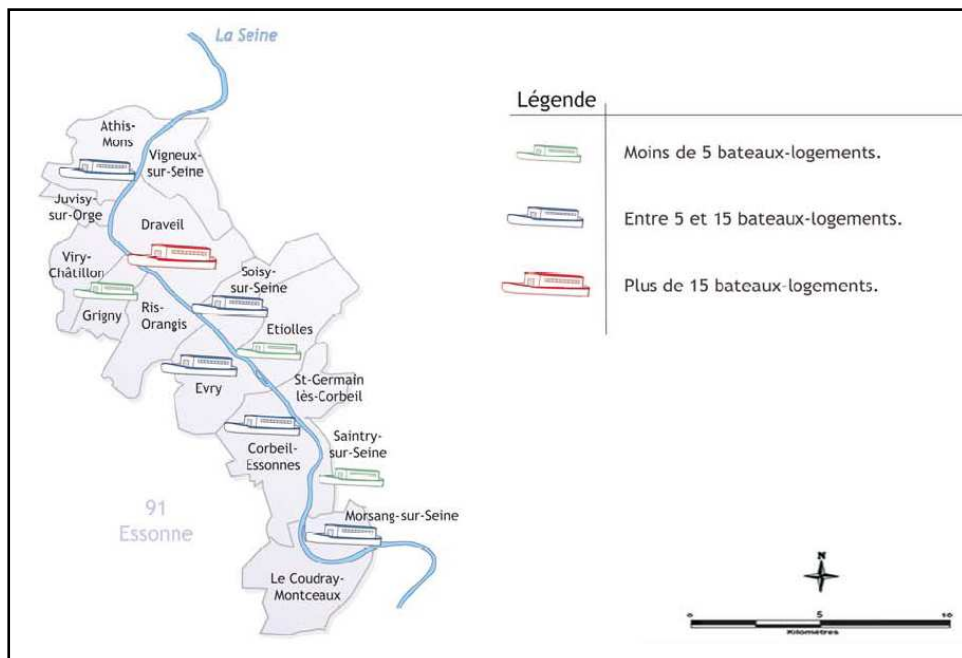 La Seine
Athis-
Mons
Vigneux-
sur-Seine
Juvisy-
sur-Orge
Draveil
Viry-
Châtillon
Grigny
Ris-
Orangis
Soisy-
sur-Seine
Etiolles
Evry
St-Germain
lès-Corbeil
Corbeil-
Essonnes
Saintry-
sur-Seine
91
Essonne
Morsang-sur-Seine
Le Coudray-
Montceaux
Légende
Moins de 5 bateaux-logements.
Entre 5 et 15 bateaux-logements.
Plus de 15 bateaux-logements.
N
0 5 10
Kilomètres